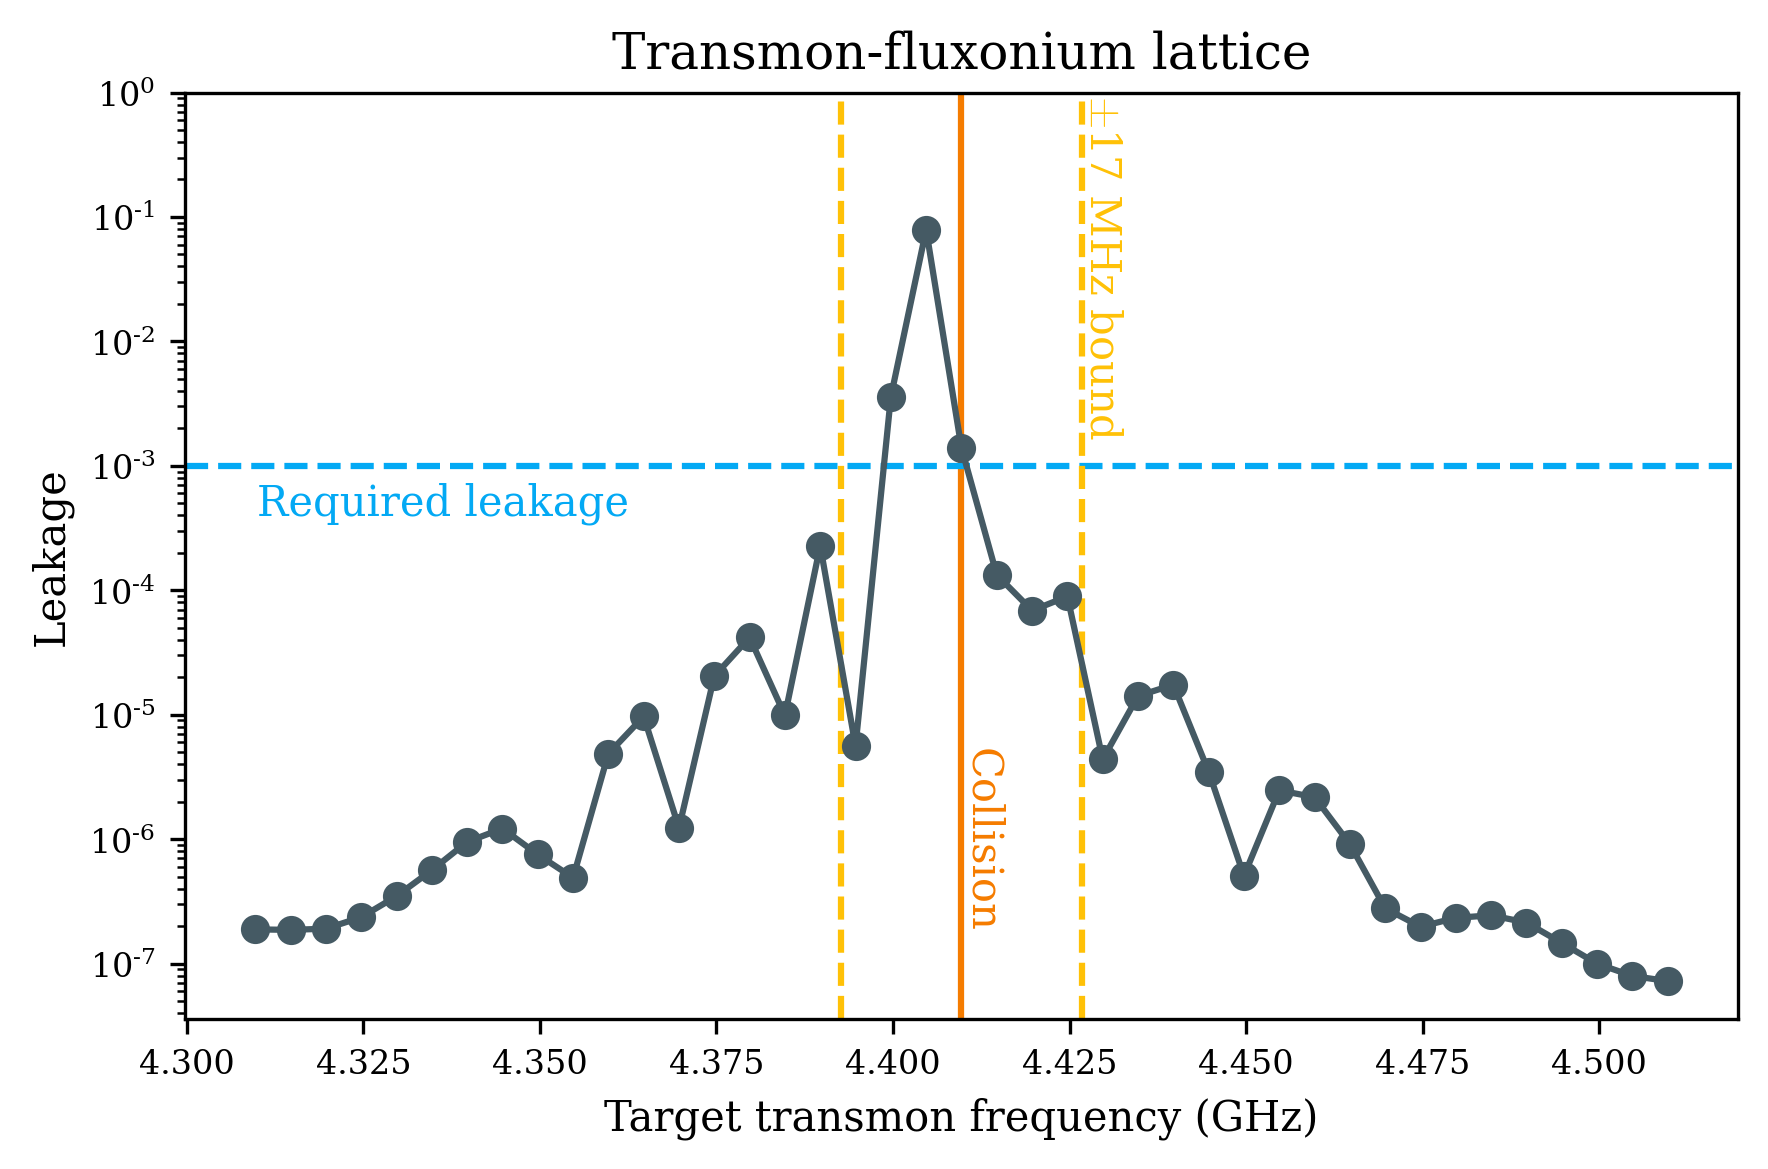 Transmon-fluxonium lattice
10⁰
10⁻¹
10⁻²
10⁻³
10⁻⁴
10⁻⁵
10⁻⁶
10⁻⁷
Leakage
±17 MHz bound
Required leakage
Collision
4.300 4.325 4.350 4.375 4.400 4.425 4.450 4.475 4.500
Target transmon frequency (GHz)